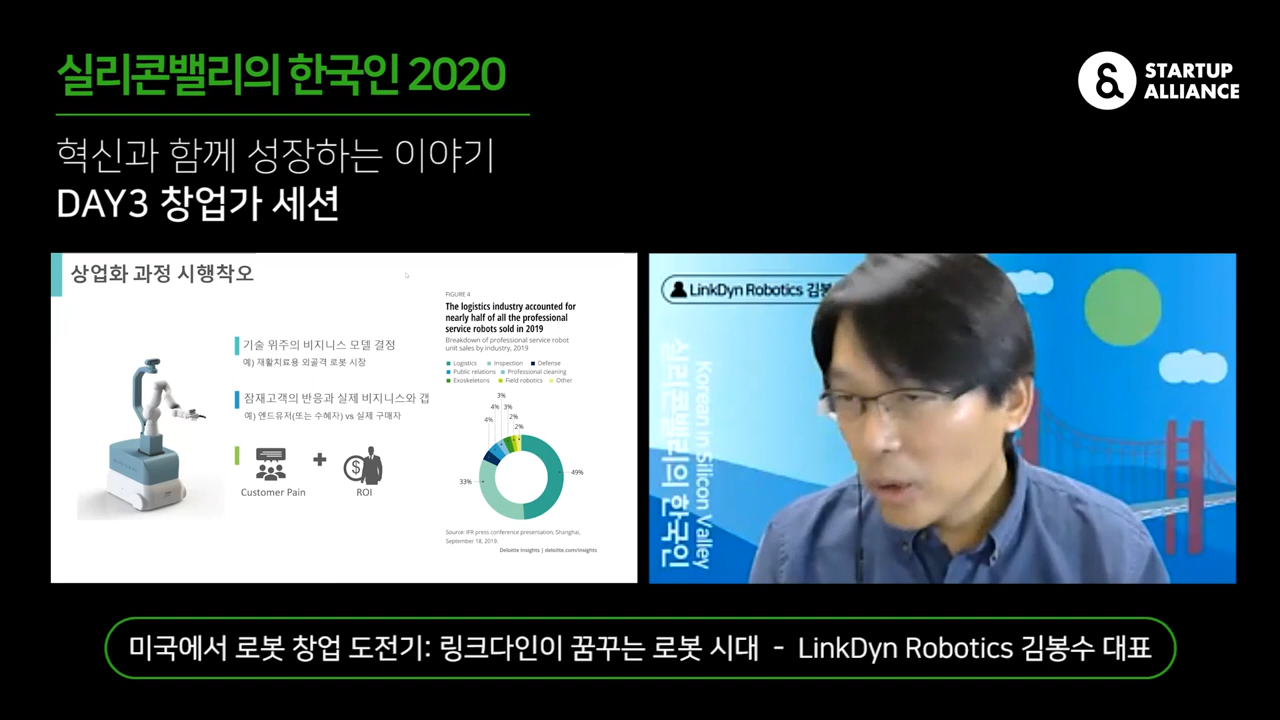 실리콘밸리의 한국인 2020
STARTUP
ALLIANCE
혁신과 함께 성장하는 이야기
DAY3 창업가 세션
상업화 과정 시행착오
기술 위주의 비지니스 모델 결정
예) 재활치료용 외골격 로봇 시장
잠재고객의 반응과 실제 비지니스와 갭
예) 엔드유저(또는 수혜자) vs 실제 구매자
Customer Pain
+
ROI
FIGURE 4
The logistics industry accounted for
nearly half of all the professional
service robots sold in 2019
Breakdown of professional service robot
unit sales by industry, 2019
Logistics Inspection Defense
Public relations Professional cleaning
Exoskeletons Field robotics Other
3%
4% 3%
4% 2%
2%
49%
33%
Source: IFR press conference presentation, Shanghai,
September 18, 2019.
Deloitte Insights | deloitte.com/insights
LinkDyn Robotics 김봉
Korean in Silicon Valley
실리콘밸리의 한국인
미국에서 로봇 창업 도전기: 링크다인이 꿈꾸는 로봇 시대 - LinkDyn Robotics 김봉수 대표